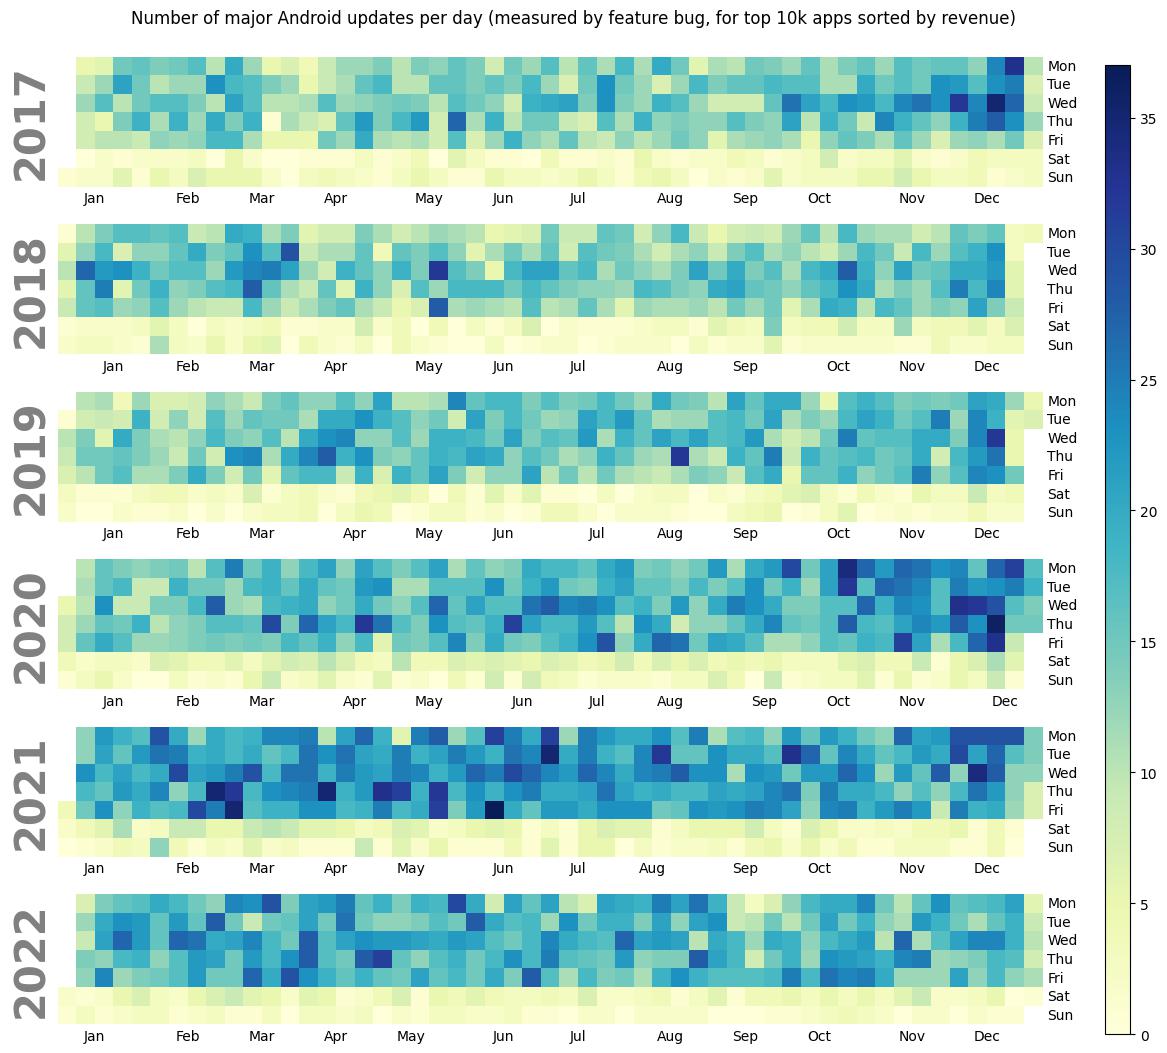 Number of major Android updates per day (measured by feature bug, for top 10k apps sorted by revenue)
2017
Mon
Tue
Wed
Thu
Fri
Sat
Sun
Jan Feb Mar Apr May Jun Jul Aug Sep Oct Nov Dec
2018
Mon
Tue
Wed
Thu
Fri
Sat
Sun
Jan Feb Mar Apr May Jun Jul Aug Sep Oct Nov Dec
2019
Mon
Tue
Wed
Thu
Fri
Sat
Sun
Jan Feb Mar Apr May Jun Jul Aug Sep Oct Nov Dec
2020
Mon
Tue
Wed
Thu
Fri
Sat
Sun
Jan Feb Mar Apr May Jun Jul Aug Sep Oct Nov Dec
2021
Mon
Tue
Wed
Thu
Fri
Sat
Sun
Jan Feb Mar Apr May Jun Jul Aug Sep Oct Nov Dec
2022
Mon
Tue
Wed
Thu
Fri
Sat
Sun
Jan Feb Mar Apr May Jun Jul Aug Sep Oct Nov Dec
35
30
25
20
15
10
5
0